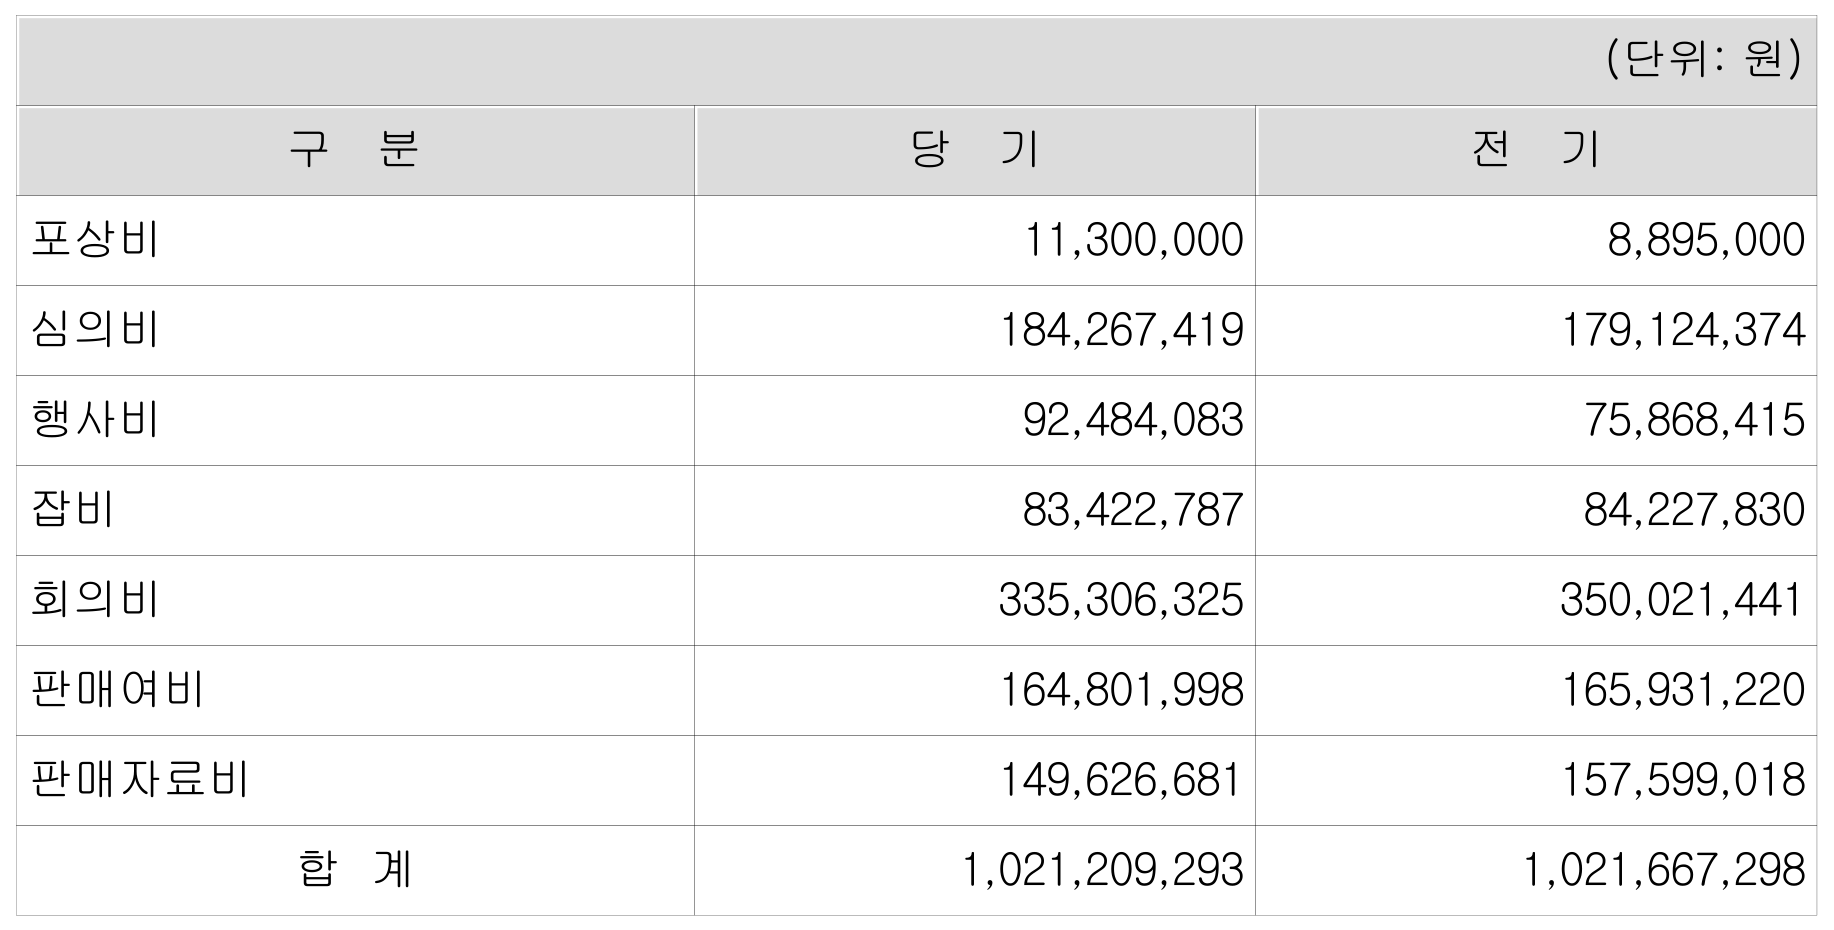 (단위: 원)
구 분 당 기 전 기
포상비 11,300,000 8,895,000
심의비 184,267,419 179,124,374
행사비 92,484,083 75,868,415
잡비 83,422,787 84,227,830
회의비 335,306,325 350,021,441
판매여비 164,801,998 165,931,220
판매자료비 149,626,681 157,599,018
합 계 1,021,209,293 1,021,667,298